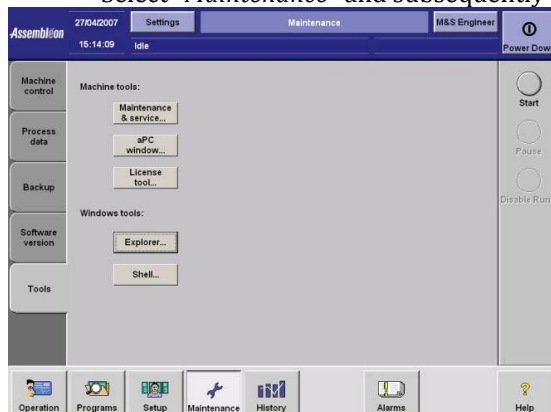 select "Maintenance" and subsequently
Assembléon
27/04/2007
Settings
Maintenance
M&S Engineer
15:14:09
Idle
Power Dow
Machine
control
Process
data
Backup
Software
version
Tools
Machine tools:
Maintenance
& service...
aPC
window...
License
tool...
Windows tools:
Explorer...
Shell...
Start
Pause
Disable Run
Operation
Programs
Setup
Maintenance
History
Alarms
Help